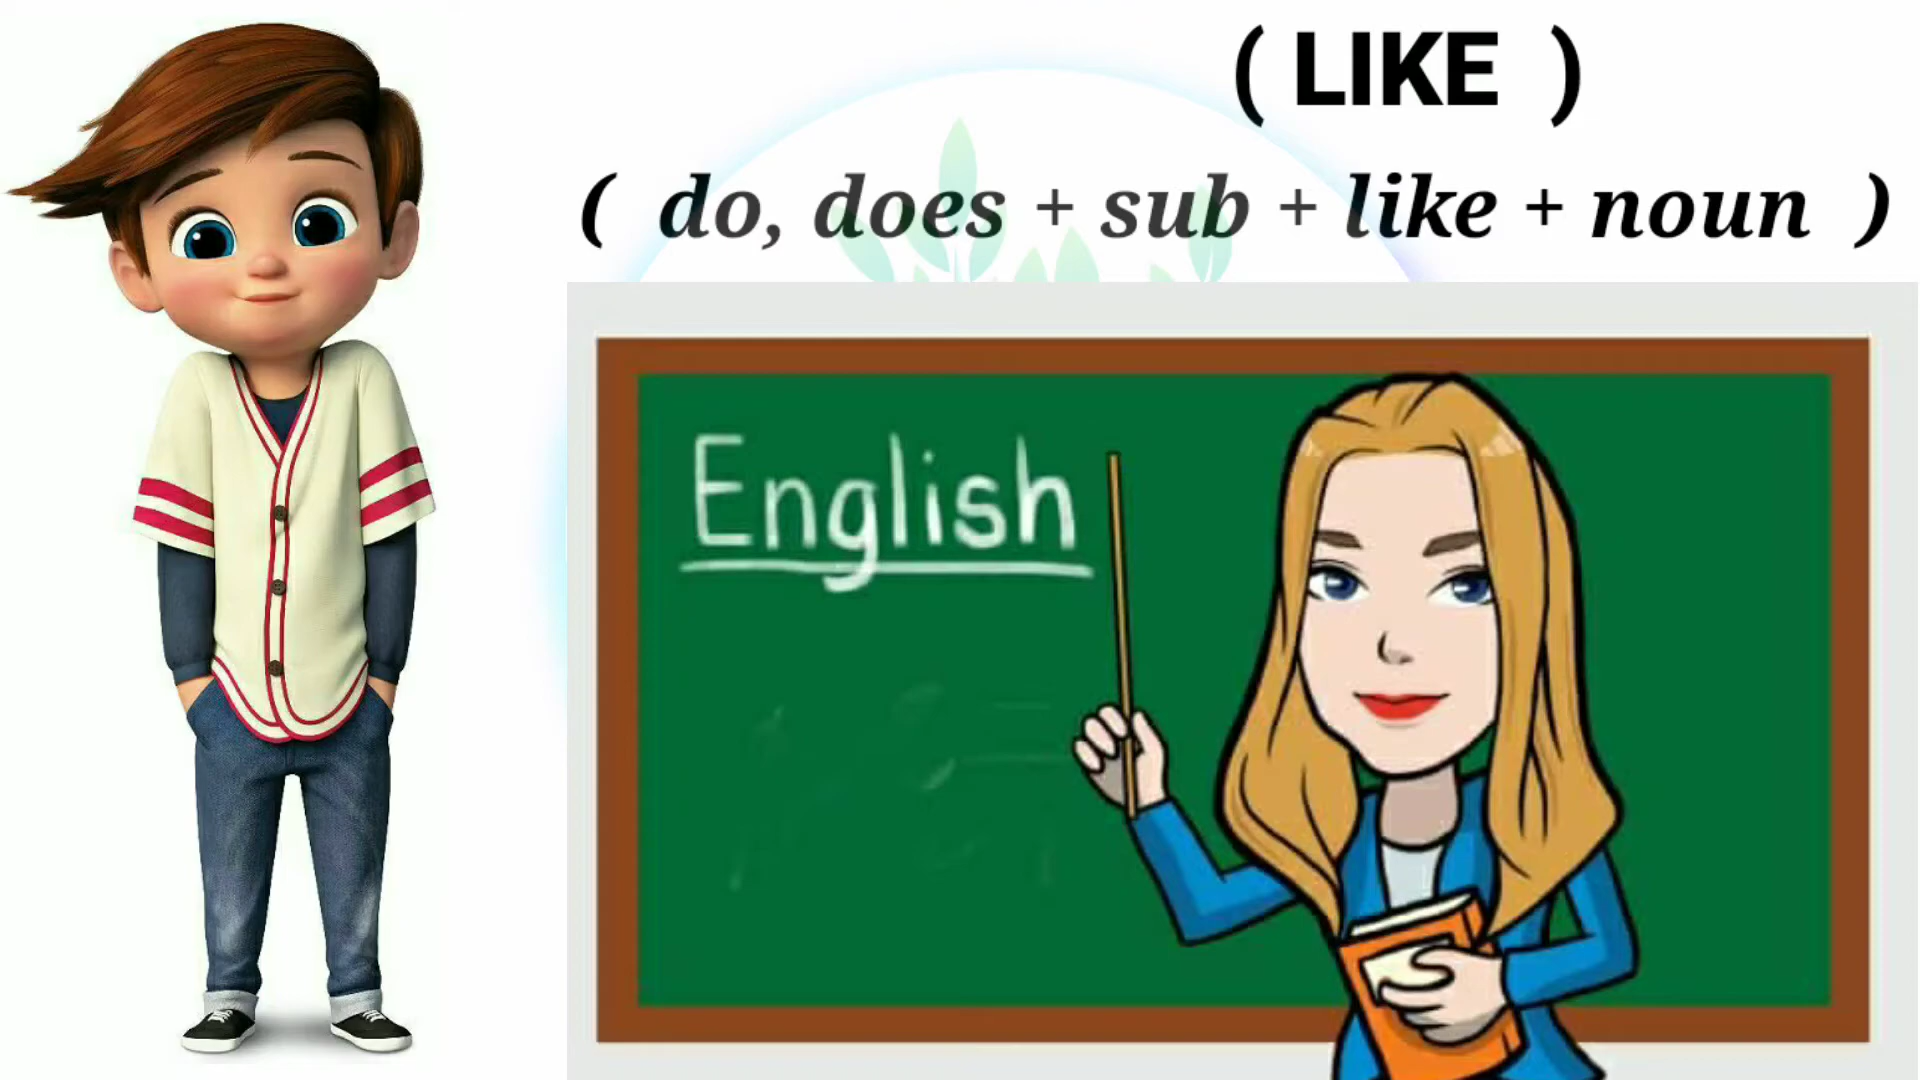 ( LIKE )
( do, does + sub + like + noun )
English